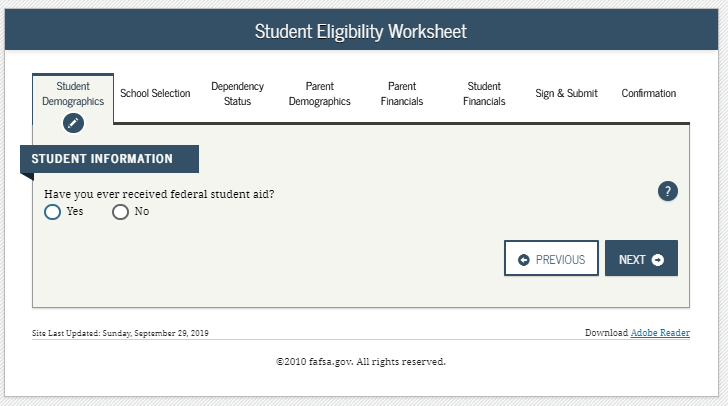 Student Eligibility Worksheet
Student Demographics
School Selection
Dependency Status
Parent Demographics
Parent Financials
Student Financials
Sign & Submit
Confirmation
STUDENT INFORMATION
Have you ever received federal student aid?
?
Yes No
PREVIOUS NEXT
Site Last Updated: Sunday, September 29, 2019 Download Adobe Reader
©2010 fafsa.gov. All rights reserved.